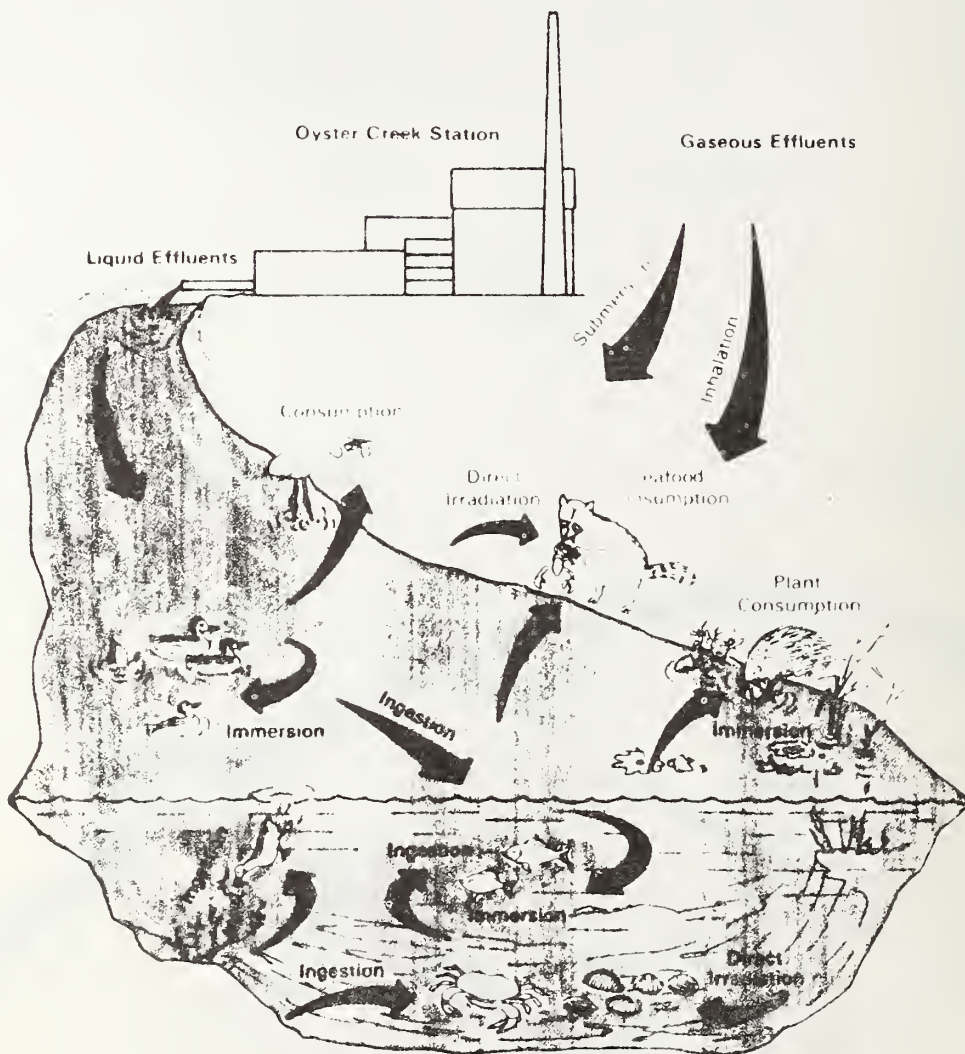 Oyster Creek Station
Gaseous Effluents
Liquid Effluents
Inhalation
Consumption
Direct
Irradiation
Plant
Consumption
Immersion
Ingestion
Immersion
Ingestion
Immersion
Ingestion
Direct
Irradiation